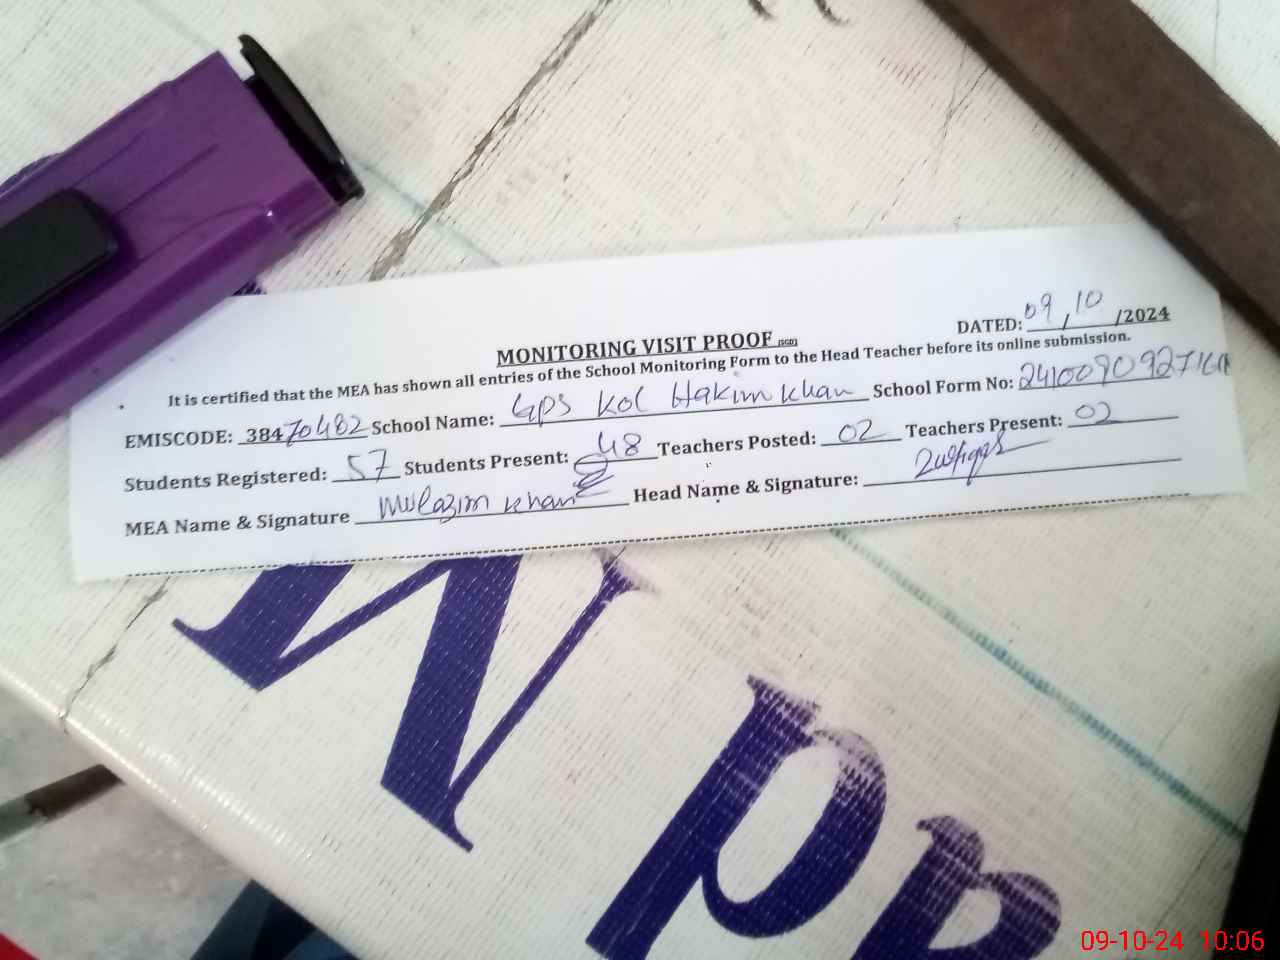 MONITORING VISIT PROOF
DATED: 09/10/2024
It is certified that the MEA has shown all entries of the School Monitoring Form to the Head Teacher before its online submission.
EMISCODE: 38470482 School Name: GPS Kol Hakim Khan School Form No:
Students Registered: 57 Students Present: 48 Teachers Posted: 02 Teachers Present: 02
MEA Name & Signature Mulazim Khan Head Name & Signature:
09-10-24 10:06